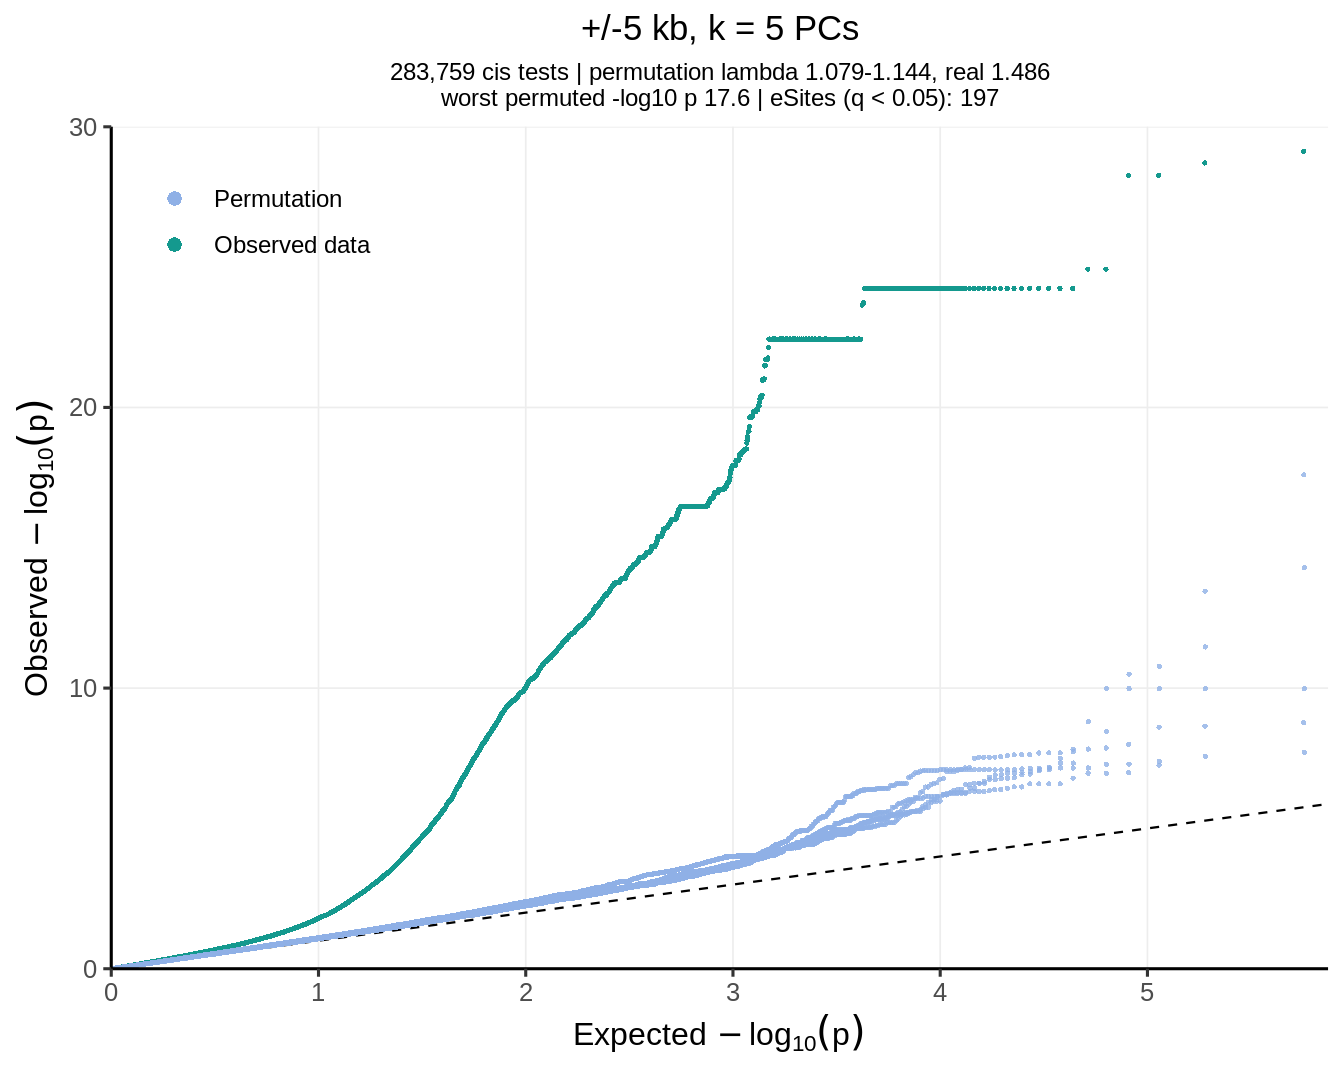 +/-5 kb, k = 5 PCs
283,759 cis tests | permutation lambda 1.079-1.144, real 1.486
worst permuted -log10 p 17.6 | eSites (q < 0.05): 197
30
20
10
0
Observed − log10(p)
Permutation
Observed data
0 1 2 3 4 5
Expected − log10(p)